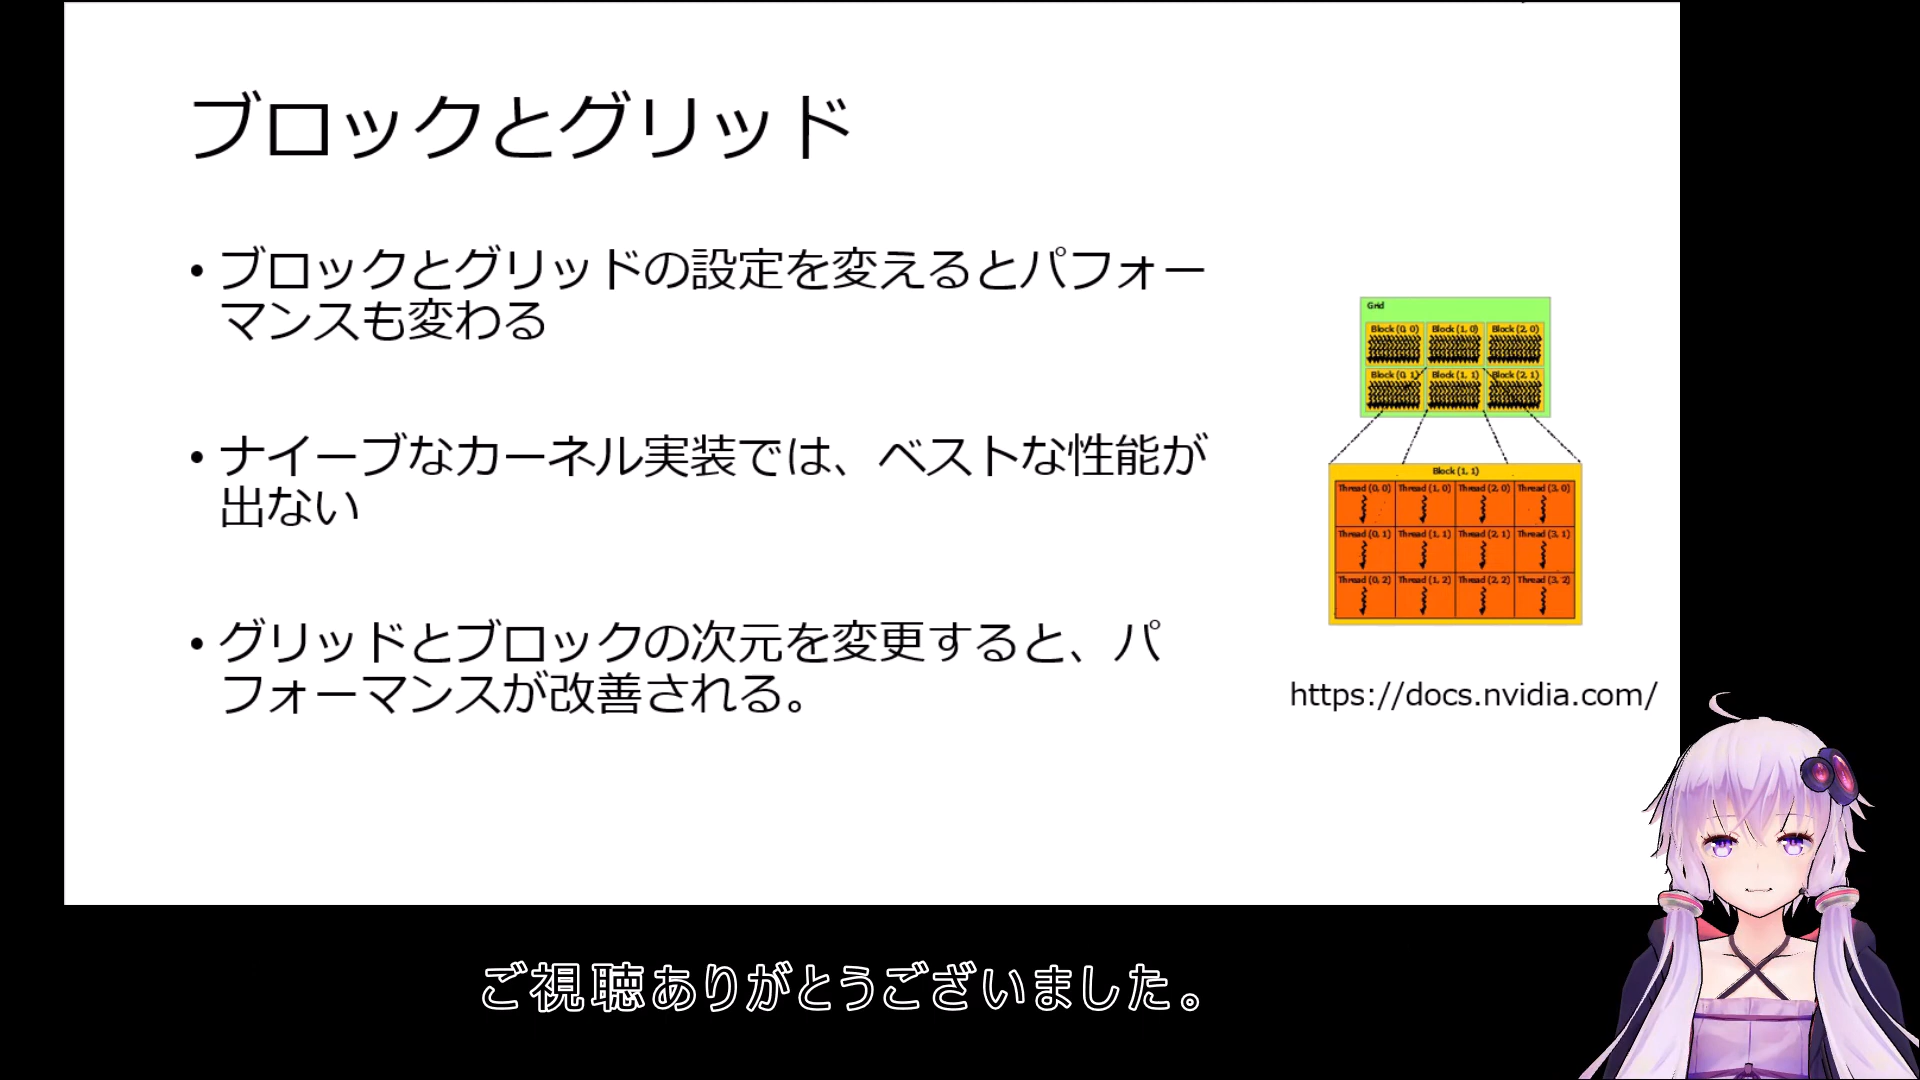 ブロックとグリッド
• ブロックとグリッドの設定を変えるとパフォー
マンスも変わる
• ナイーブなカーネル実装では、ベストな性能が
出ない
• グリッドとブロックの次元を変更すると、パ
フォーマンスが改善される。
Grid
Block (0, 0) Block (1, 0) Block (2, 0)
Block (0, 1) Block (1, 1) Block (2, 1)
Block (1, 1)
Thread (0, 0) Thread (1, 0) Thread (2, 0) Thread (3, 0)
Thread (0, 1) Thread (1, 1) Thread (2, 1) Thread (3, 1)
Thread (0, 2) Thread (1, 2) Thread (2, 2) Thread (3, 2)
https://docs.nvidia.com/
ご視聴ありがとうございました。